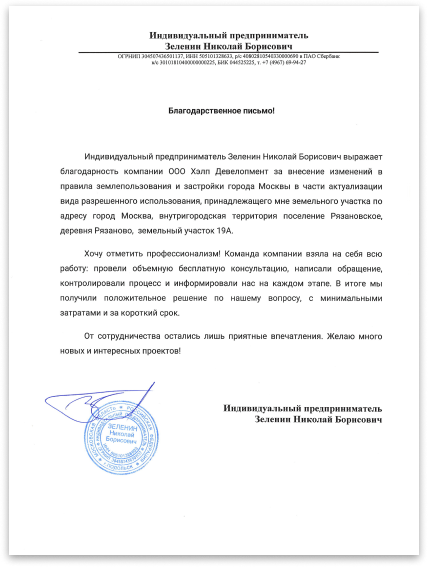 Индивидуальный предприниматель
Зеленин Николай Борисович
ОГРНИП 304507436501137, ИНН 505101328633, р/с 40802810540330000690 в ПАО Сбербанк
к/с 30101810400000000225, БИК 044525225, т. +7 (4967) 69-94-27
Благодарственное письмо!
Индивидуальный предприниматель Зеленин Николай Борисович выражает
благодарность компании ООО Хэлп Девелопмент за внесение изменений в
правила землепользования и застройки города Москвы в части актуализации
вида разрешенного использования, принадлежащего мне земельного участка по
адресу город Москва, внутригородская территория поселение Рязановское,
деревня Рязаново, земельный участок 19А.
Хочу отметить профессионализм! Команда компании взяла на себя всю
работу: провели объемную бесплатную консультацию, написали обращение,
контролировали процесс и информировали нас на каждом этапе. В итоге мы
получили положительное решение по нашему вопросу, с минимальными
затратами и за короткий срок.
От сотрудничества остались лишь приятные впечатления. Желаю много
новых и интересных проектов!
Индивидуальный предприниматель
Зеленин Николай Борисович
ЗЕЛЕНИН
Николай
Борисович